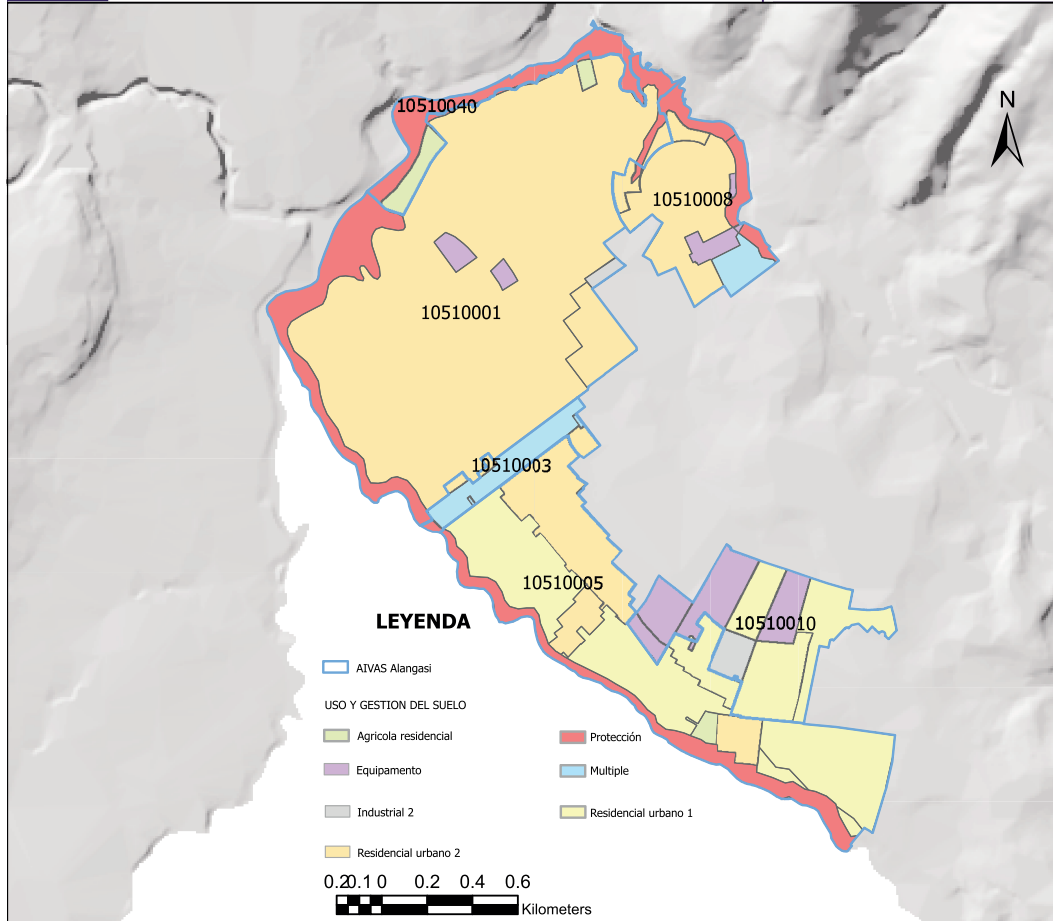 N
10510040
10510008
10510001
10510003
10510005
10510010
LEYENDA
AIVAS Alangasi
USO Y GESTION DEL SUELO
Agricola residencial
Protección
Equipamento
Multiple
Industrial 2
Residencial urbano 1
Residencial urbano 2
0.20.1 0 0.2 0.4 0.6
Kilometers